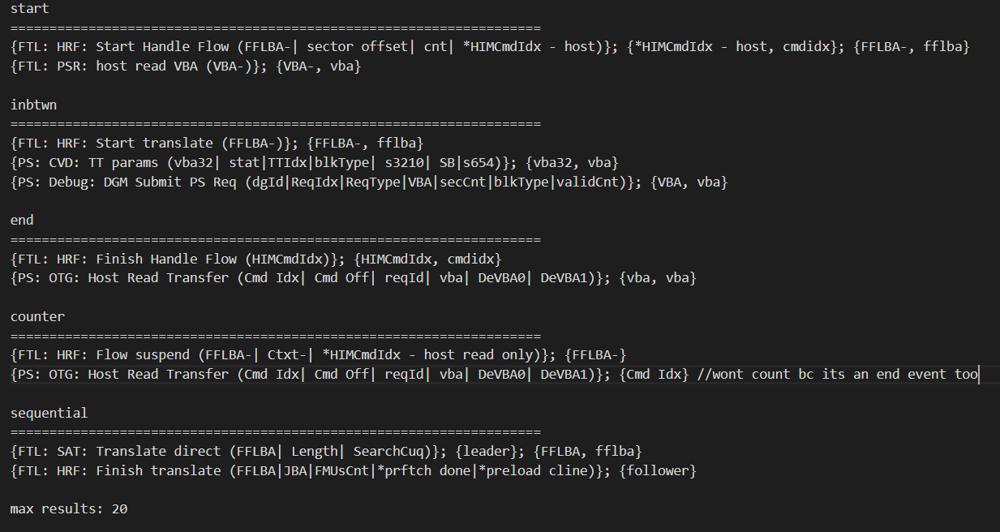 start
====================================================================
{FTL: HRF: Start Handle Flow (FFLBA-| sector offset| cnt| *HIMCmdIdx - host)}; {*HIMCmdIdx - host, cmdidx}; {FFLBA-, fflba}
{FTL: PSR: host read VBA (VBA-)}; {VBA-, vba}
inbtwn
====================================================================
{FTL: HRF: Start translate (FFLBA-)}; {FFLBA-, fflba}
{PS: CVD: TT params (vba32| stat|TTIdx|blkType| s3210| SB|s654)}; {vba32, vba}
{PS: Debug: DGM Submit PS Req (dgId|ReqIdx|ReqType|VBA|secCnt|blkType|validCnt)}; {VBA, vba}
end
====================================================================
{FTL: HRF: Finish Handle Flow (HIMCmdIdx)}; {HIMCmdIdx, cmdidx}
{PS: OTG: Host Read Transfer (Cmd Idx| Cmd Off| reqId| vba| DeVBA0| DeVBA1)}; {vba, vba}
counter
====================================================================
{FTL: HRF: Flow suspend (FFLBA-| Ctxt-| *HIMCmdIdx - host read only)}; {FFLBA-}
{PS: OTG: Host Read Transfer (Cmd Idx| Cmd Off| reqId| vba| DeVBA0| DeVBA1)}; {Cmd Idx} //wont count bc its an end event too
sequential
====================================================================
{FTL: SAT: Translate direct (FFLBA| Length| SearchCuq)}; {leader}; {FFLBA, fflba}
{FTL: HRF: Finish translate (FFLBA|JBA|FMUsCnt|*prftch done|*preload cline)}; {follower}
max results: 20